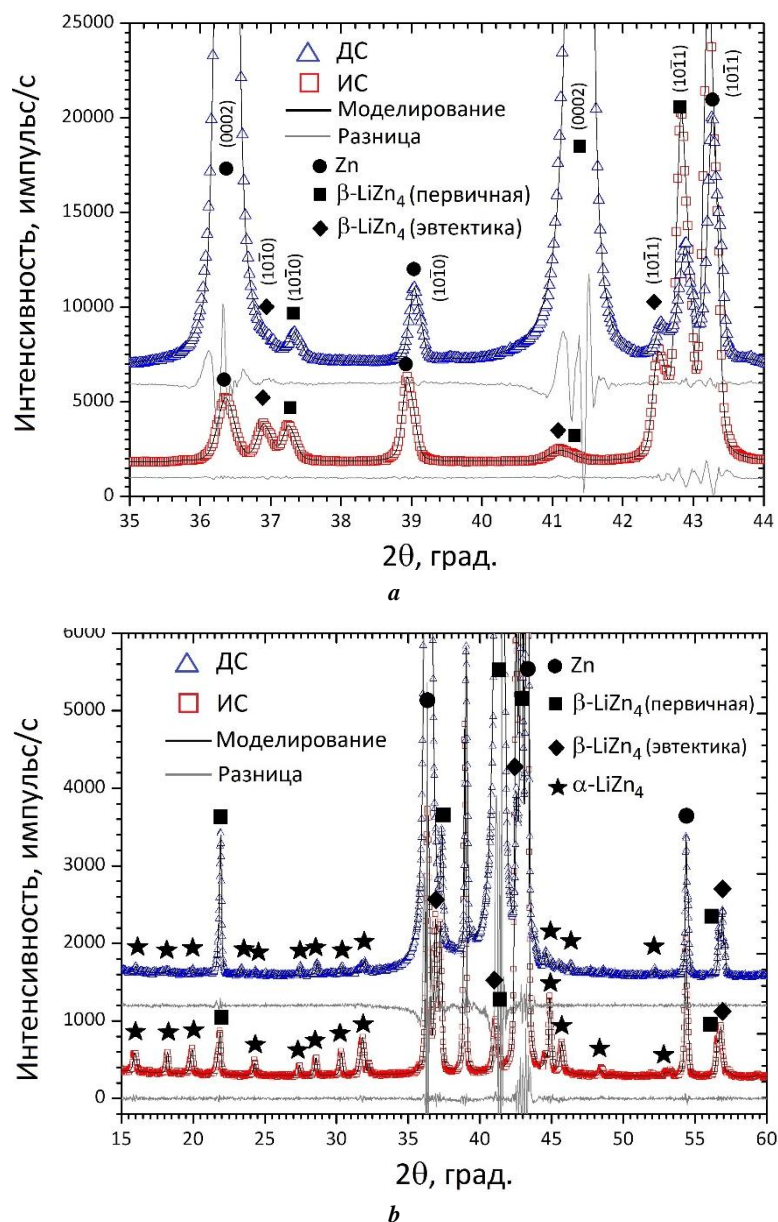 25000
20000
15000
10000
5000
0
Интенсивность, импульс/с
ДС
ИС
Моделирование
Разница
Zn
β-LiZn₄ (первичная)
β-LiZn₄ (эвтектика)
(0002)
(101̄0)
(101̄0)
(101̄0)
(0002)
(101̄1)
(101̄1)
(101̄1)
35 36 37 38 39 40 41 42 43 44
2θ, град.
a
6000
5000
4000
3000
2000
1000
0
Интенсивность, импульс/с
ДС
ИС
Моделирование
Разница
Zn
β-LiZn₄ (первичная)
β-LiZn₄ (эвтектика)
α-LiZn₄
15 20 25 30 35 40 45 50 55 60
2θ, град.
b